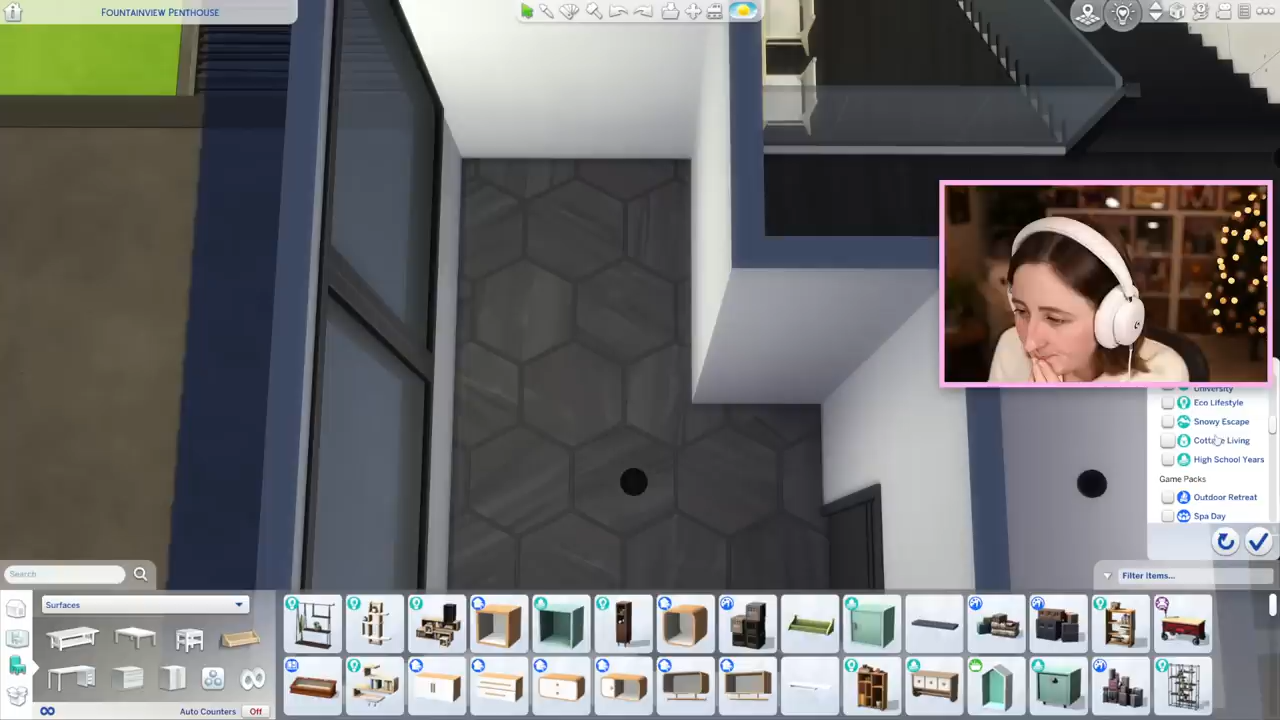 FOUNTAINVIEW PENTHOUSE
University
Eco Lifestyle
Snowy Escape
Cottage Living
High School Years
Game Packs
Outdoor Retreat
Spa Day
Filter Items...
Search
Surfaces
Auto Counters
Off